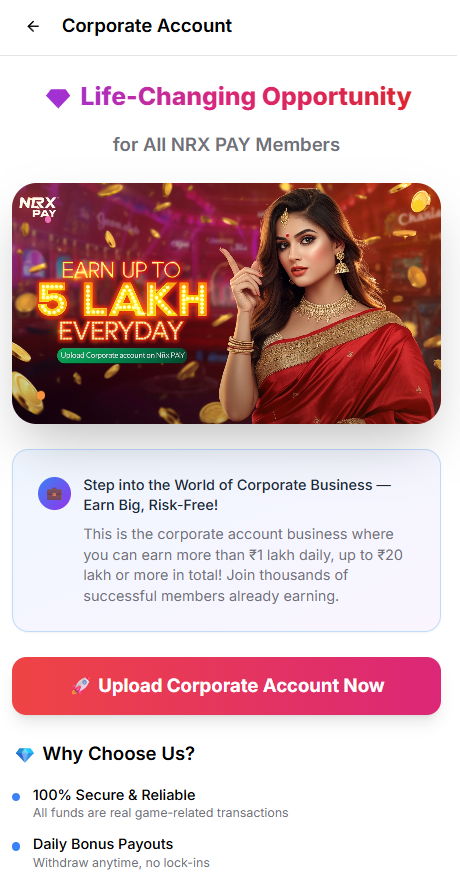 Corporate Account
Life-Changing Opportunity
for All NRX PAY Members
NRX
PAY
EARN UP TO
5 LAKH
EVERYDAY
Upload Corporate account on Nrx PAY
Step into the World of Corporate Business —
Earn Big, Risk-Free!
This is the corporate account business where
you can earn more than ₹1 lakh daily, up to ₹20
lakh or more in total! Join thousands of
successful members already earning.
🚀 Upload Corporate Account Now
💎 Why Choose Us?
100% Secure & Reliable
All funds are real game-related transactions
Daily Bonus Payouts
Withdraw anytime, no lock-ins